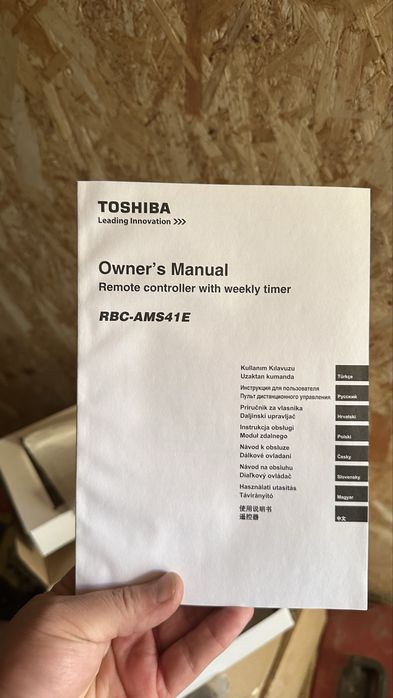 TOSHIBA
Leading Innovation >>>
Owner's Manual
Remote controller with weekly timer
RBC-AMS41E
Kullanım Kılavuzu
Uzaktan kumanda
Türkçe
Инструкция для пользователя
Пульт дистанционного управления
Русский
Priručnik za vlasnika
Daljinski upravljač
Hrvatski
Instrukcja obsługi
Moduł zdalnego
Polski
Návod k obsluze
Dálkové ovladaní
Česky
Návod na obsluhu
Diaľkový ovládač
Slovensky
Használati utasítás
Távirányító
Magyar
使用说明书
遥控器
中文